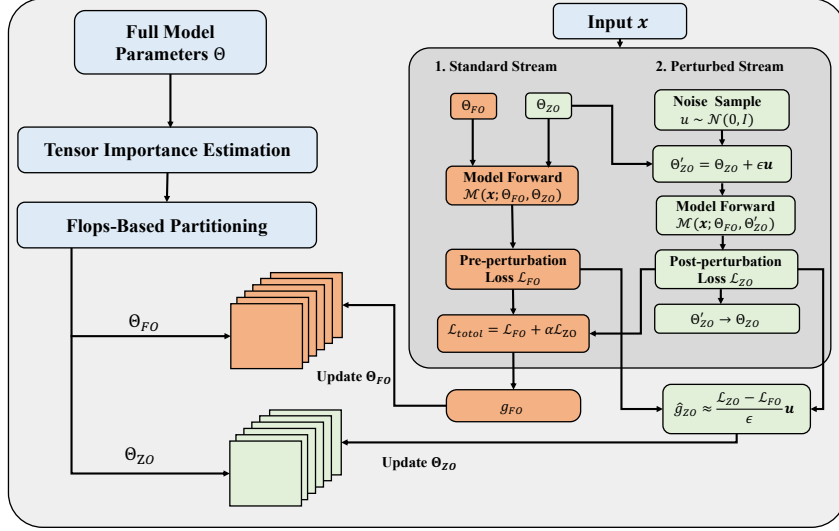 Full Model
Parameters Θ
Tensor Importance Estimation
Flops-Based Partitioning
Θ_FO
Θ_ZO
Input x
1. Standard Stream
Θ_FO
Θ_ZO
Model Forward
ℳ(x; Θ_FO, Θ_ZO)
Pre-perturbation
Loss ℒ_FO
ℒ_totol = ℒ_FO + αℒ_ZO
g_FO
Update Θ_FO
2. Perturbed Stream
Noise Sample
u ~ 𝒩(0, I)
Θ′_ZO = Θ_ZO + ϵu
Model Forward
ℳ(x; Θ_FO, Θ′_ZO)
Post-perturbation
Loss ℒ_ZO
Θ′_ZO → Θ_ZO
ĝ_ZO ≈ (ℒ_ZO − ℒ_FO)/ϵ u
Update Θ_ZO